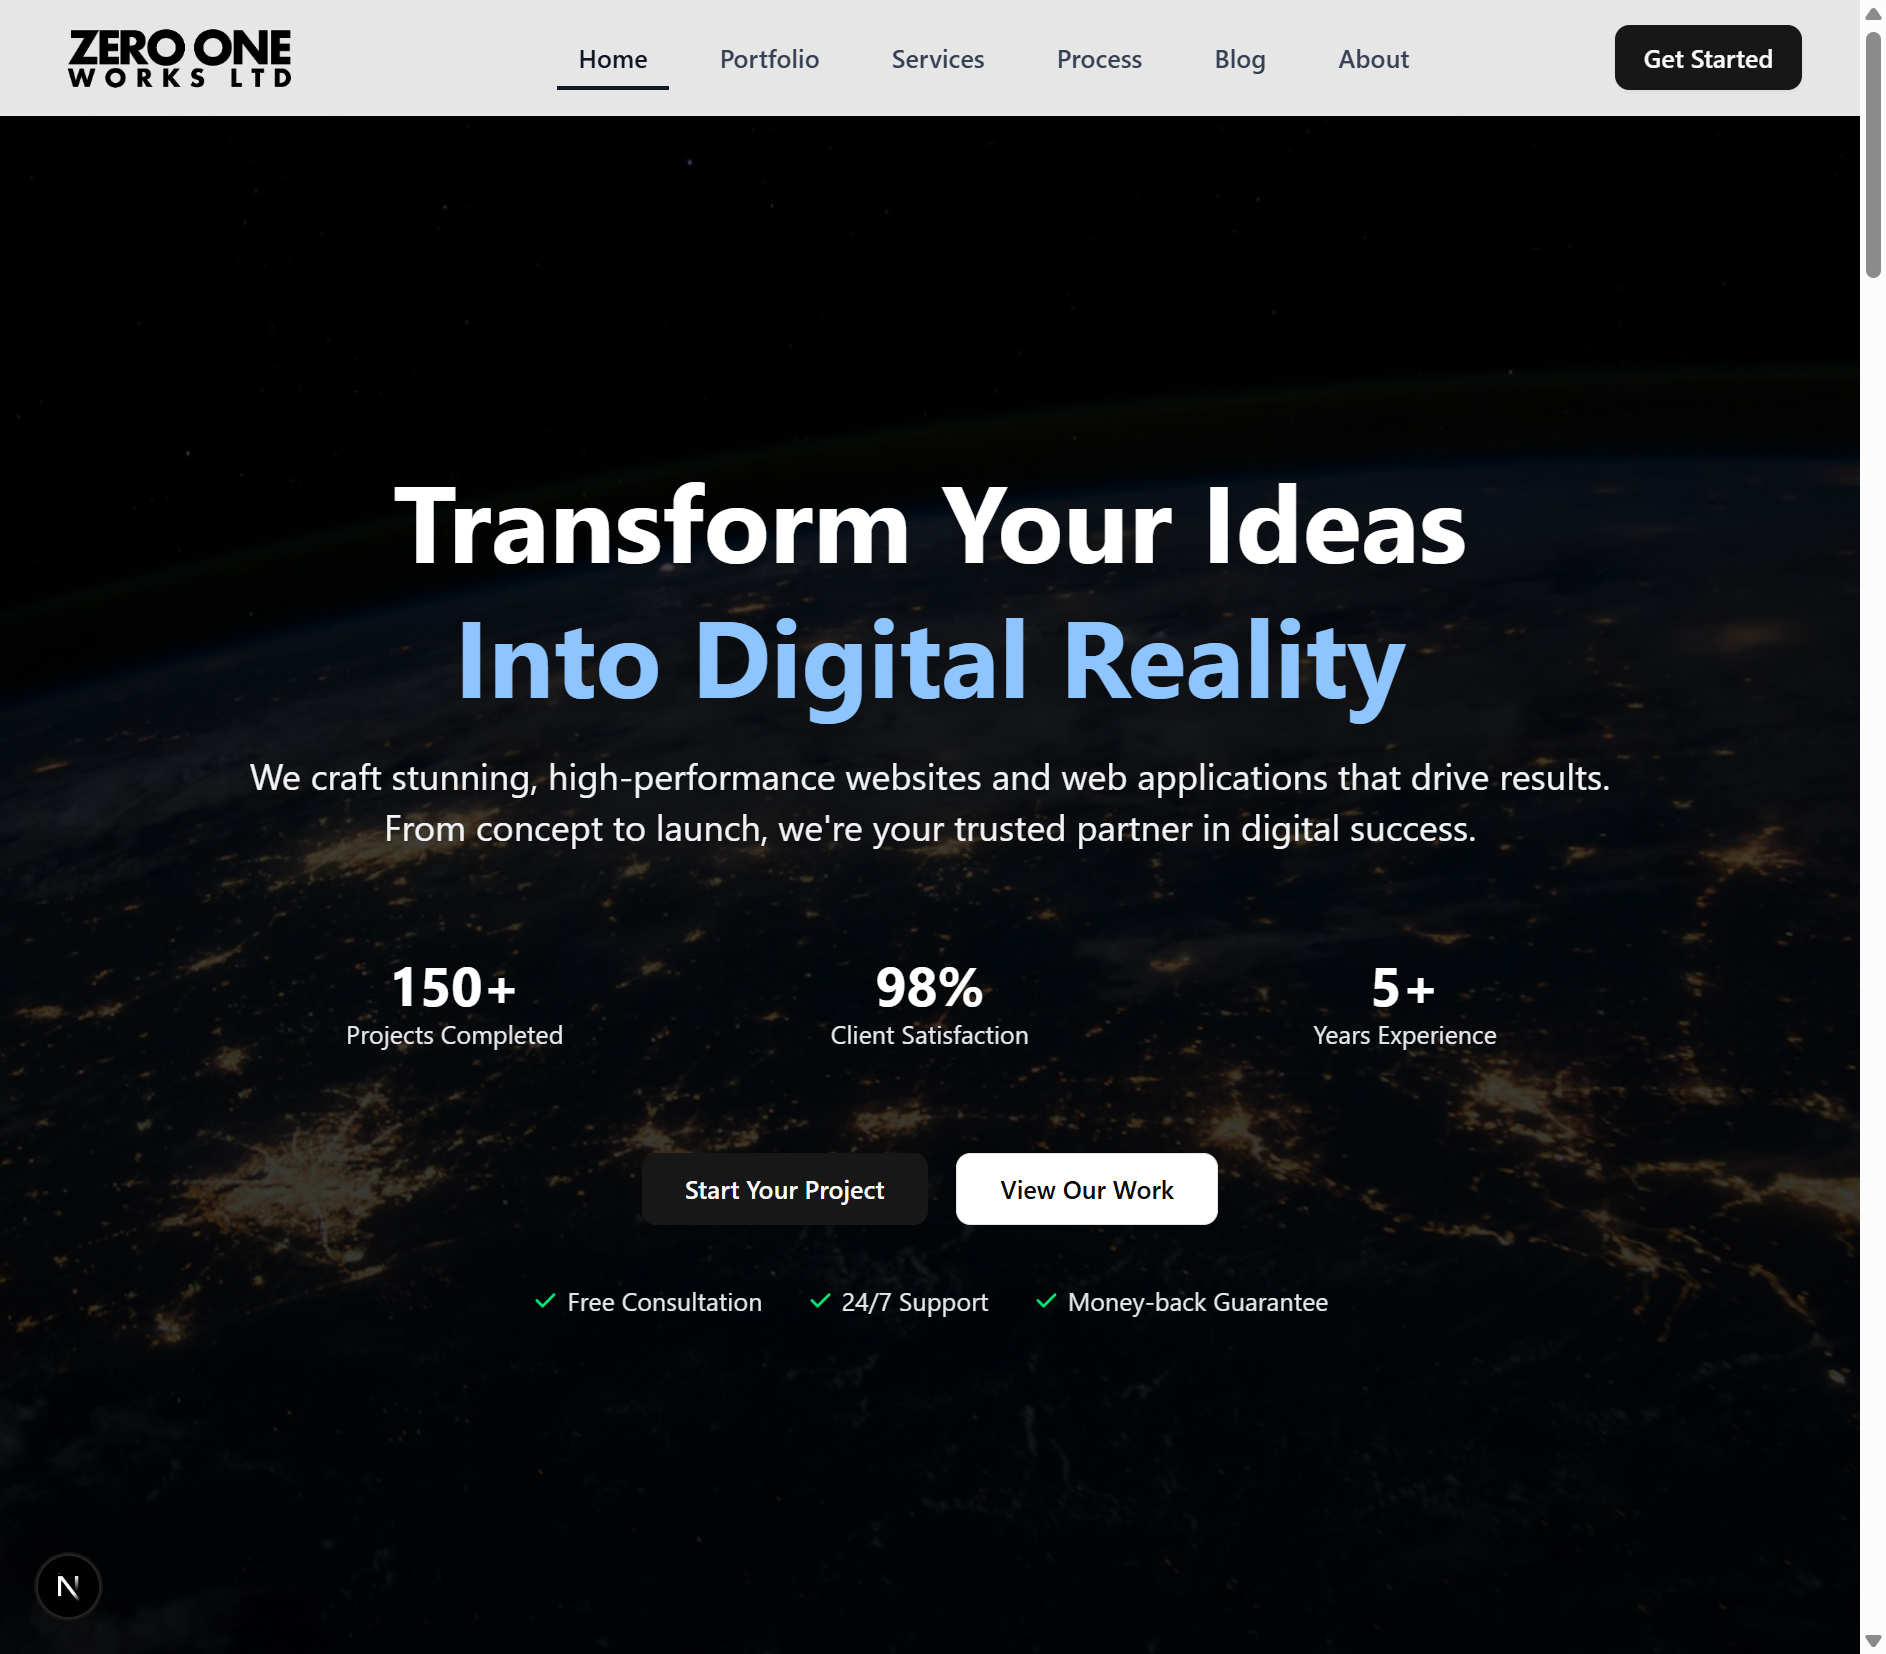 ZERO ONE
WORKS LTD
Home
Portfolio
Services
Process
Blog
About
Get Started
Transform Your Ideas
Into Digital Reality
We craft stunning, high-performance websites and web applications that drive results.
From concept to launch, we're your trusted partner in digital success.
150+
Projects Completed
98%
Client Satisfaction
5+
Years Experience
Start Your Project
View Our Work
Free Consultation
24/7 Support
Money-back Guarantee
N